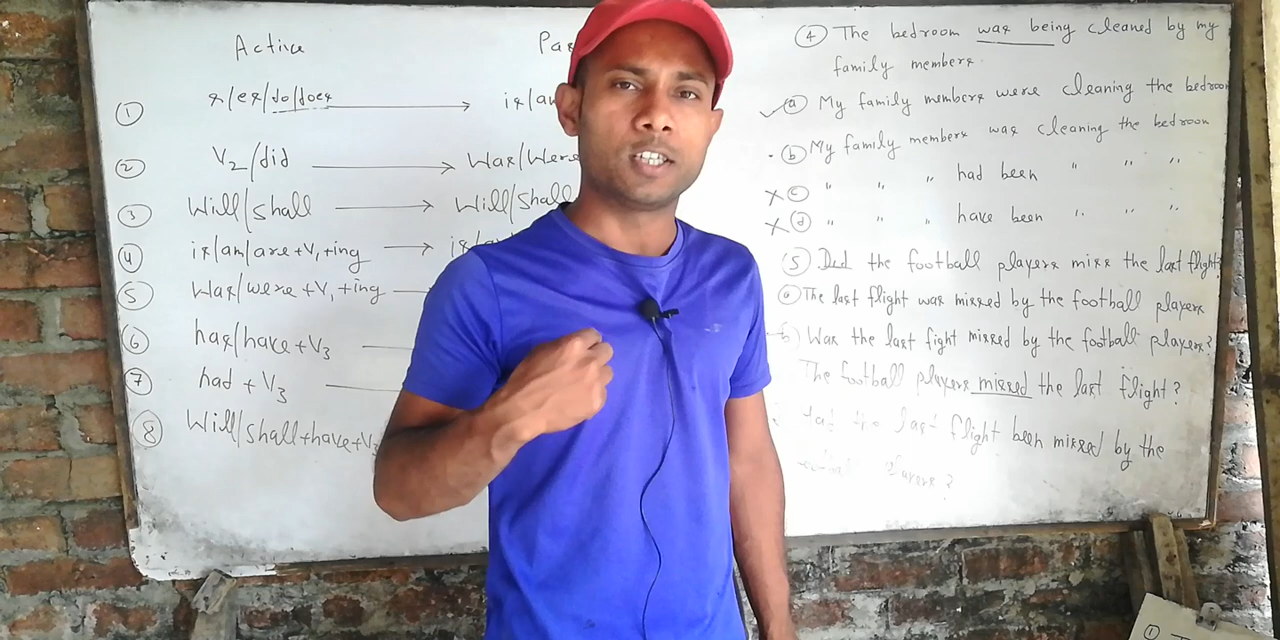 Active
①
s/es/do/does
is/an
②
V2/did
Was/Were
③
Will/shall
Will/Shall
④
is/am/are+V1+ing
is/am/
⑤
Was/were+V1+ing
⑥
has/have+V3
⑦
had + V3
⑧
Will/shall+have+V3
④ The bedroom was being cleaned by my
family members.
ⓐ My family members were cleaning the bedroom
ⓑ My family members was cleaning the bedroom
ⓒ " " " had been " " "
ⓓ " " " have been " " "
⑤ Did the football players miss the last flight?
ⓐ The last flight was missed by the football players
b) Was the last fight missed by the football players?
The football players missed the last flight?
the last flight been missed by the
players?
①